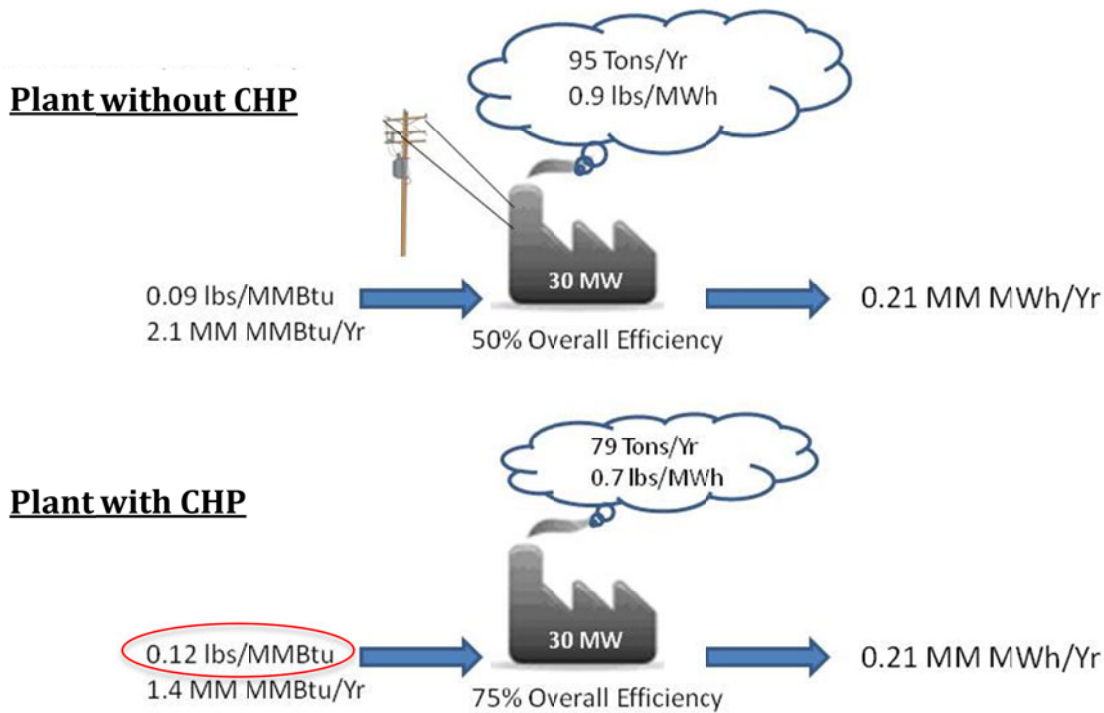 95 Tons/Yr
0.9 lbs/MWh
Plant without CHP
30 MW
0.09 lbs/MMBtu
2.1 MM MMBtu/Yr
0.21 MM MWh/Yr
50% Overall Efficiency
79 Tons/Yr
0.7 lbs/MWh
Plant with CHP
30 MW
0.12 lbs/MMBtu
1.4 MM MMBtu/Yr
0.21 MM MWh/Yr
75% Overall Efficiency